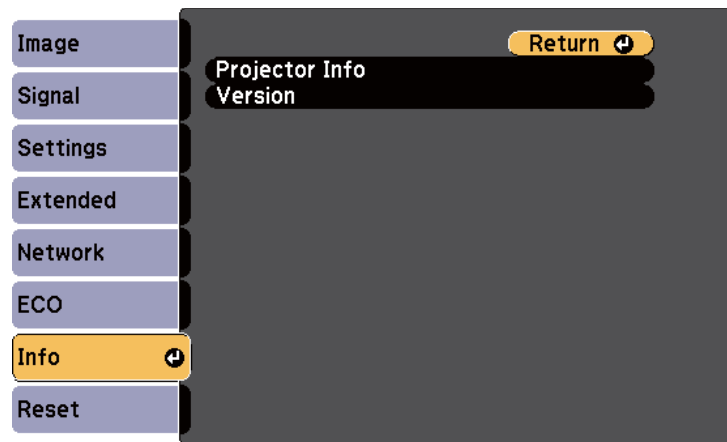 Image
Signal
Settings
Extended
Network
ECO
Info
Reset
Return
Projector Info
Version